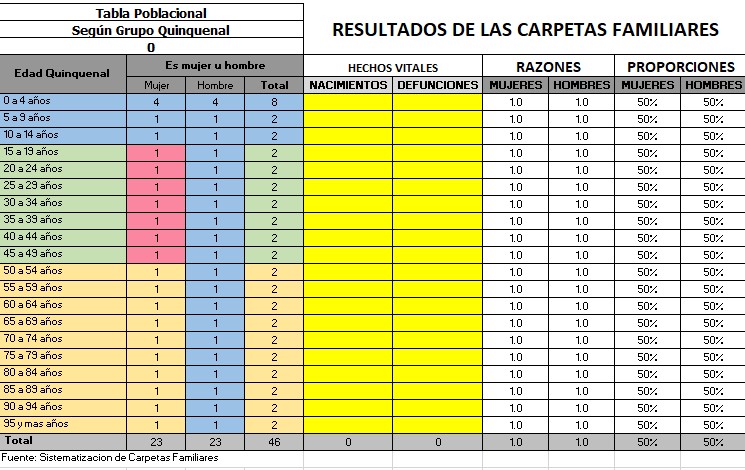 Tabla Poblacional
Según Grupo Quinquenal
0
RESULTADOS DE LAS CARPETAS FAMILIARES
Edad Quinquenal Es mujer u hombre HECHOS VITALES RAZONES PROPORCIONES
Mujer Hombre Total NACIMIENTOS DEFUNCIONES MUJERES HOMBRES MUJERES HOMBRES
0 a 4 años 4 4 8 1.0 1.0 50% 50%
5 a 9 años 1 1 2 1.0 1.0 50% 50%
10 a 14 años 1 1 2 1.0 1.0 50% 50%
15 a 19 años 1 1 2 1.0 1.0 50% 50%
20 a 24 años 1 1 2 1.0 1.0 50% 50%
25 a 29 años 1 1 2 1.0 1.0 50% 50%
30 a 34 años 1 1 2 1.0 1.0 50% 50%
35 a 39 años 1 1 2 1.0 1.0 50% 50%
40 a 44 años 1 1 2 1.0 1.0 50% 50%
45 a 49 años 1 1 2 1.0 1.0 50% 50%
50 a 54 años 1 1 2 1.0 1.0 50% 50%
55 a 59 años 1 1 2 1.0 1.0 50% 50%
60 a 64 años 1 1 2 1.0 1.0 50% 50%
65 a 69 años 1 1 2 1.0 1.0 50% 50%
70 a 74 años 1 1 2 1.0 1.0 50% 50%
75 a 79 años 1 1 2 1.0 1.0 50% 50%
80 a 84 años 1 1 2 1.0 1.0 50% 50%
85 a 89 años 1 1 2 1.0 1.0 50% 50%
90 a 94 años 1 1 2 1.0 1.0 50% 50%
95 y mas años 1 1 2 1.0 1.0 50% 50%
Total 23 23 46 0 0 1.0 1.0 50% 50%
Fuente: Sistematizacion de Carpetas Familiares